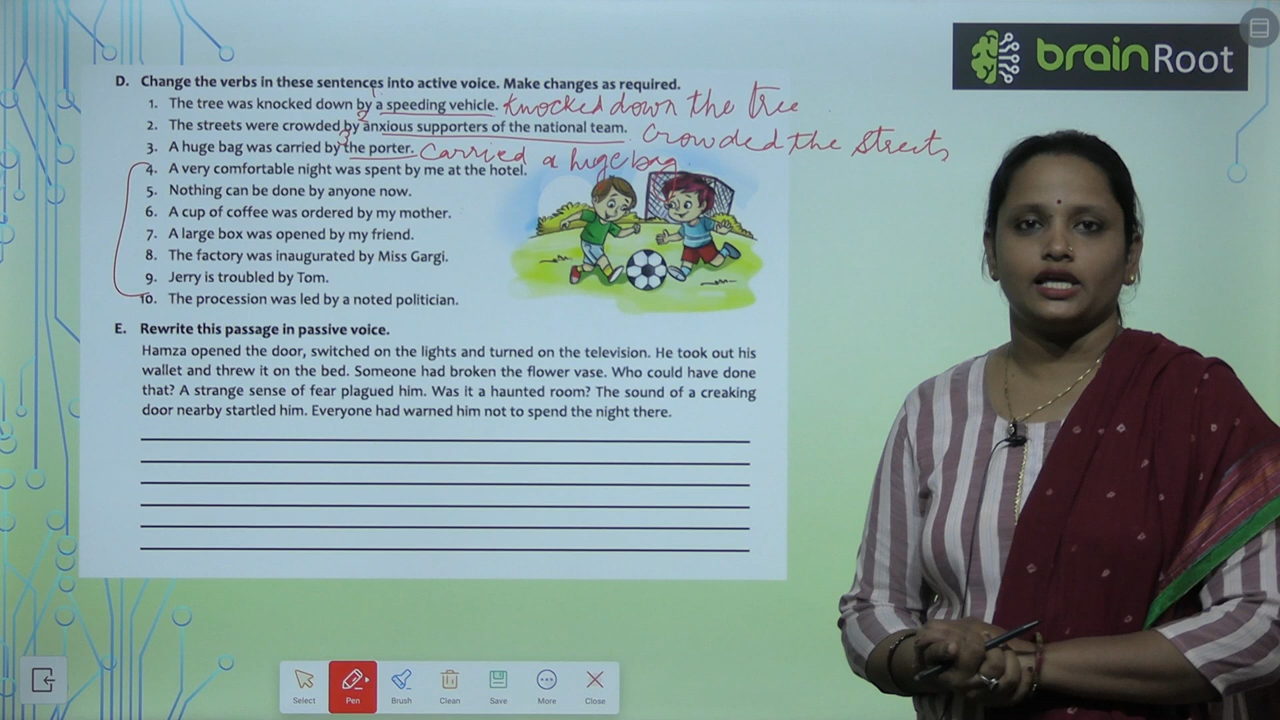 brainRoot
D. Change the verbs in these sentences into active voice. Make changes as required.
1. The tree was knocked down by a speeding vehicle. Knocked down the tree
2. The streets were crowded by anxious supporters of the national team. Crowded the streets
3. A huge bag was carried by the porter. Carried a huge bag.
4. A very comfortable night was spent by me at the hotel.
5. Nothing can be done by anyone now.
6. A cup of coffee was ordered by my mother.
7. A large box was opened by my friend.
8. The factory was inaugurated by Miss Gargi.
9. Jerry is troubled by Tom.
10. The procession was led by a noted politician.
E. Rewrite this passage in passive voice.
Hamza opened the door, switched on the lights and turned on the television. He took out his
wallet and threw it on the bed. Someone had broken the flower vase. Who could have done
that? A strange sense of fear plagued him. Was it a haunted room? The sound of a creaking
door nearby startled him. Everyone had warned him not to spend the night there.
Select Pen Brush Clean Save More Close